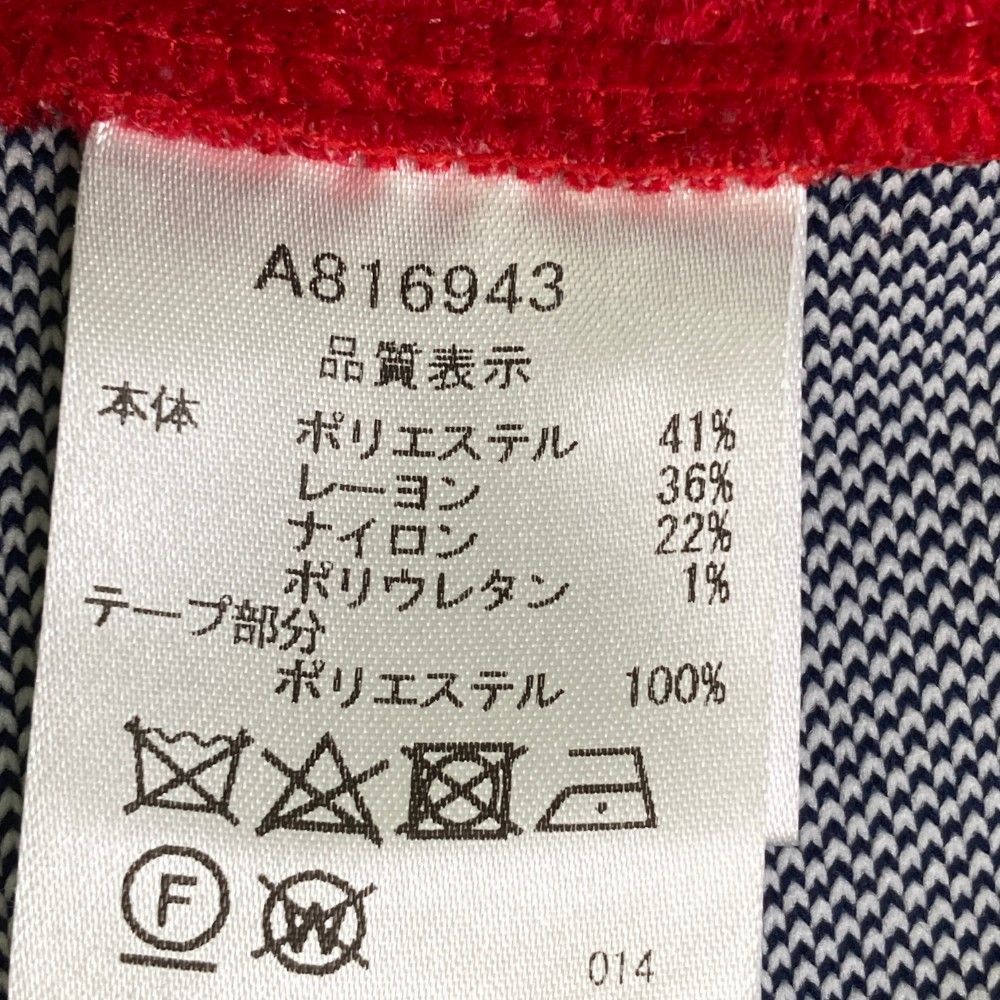 A816943
品質表示
本体
ポリエステル 41%
レーヨン 36%
ナイロン 22%
ポリウレタン 1%
テープ部分
ポリエステル 100%
F W
014